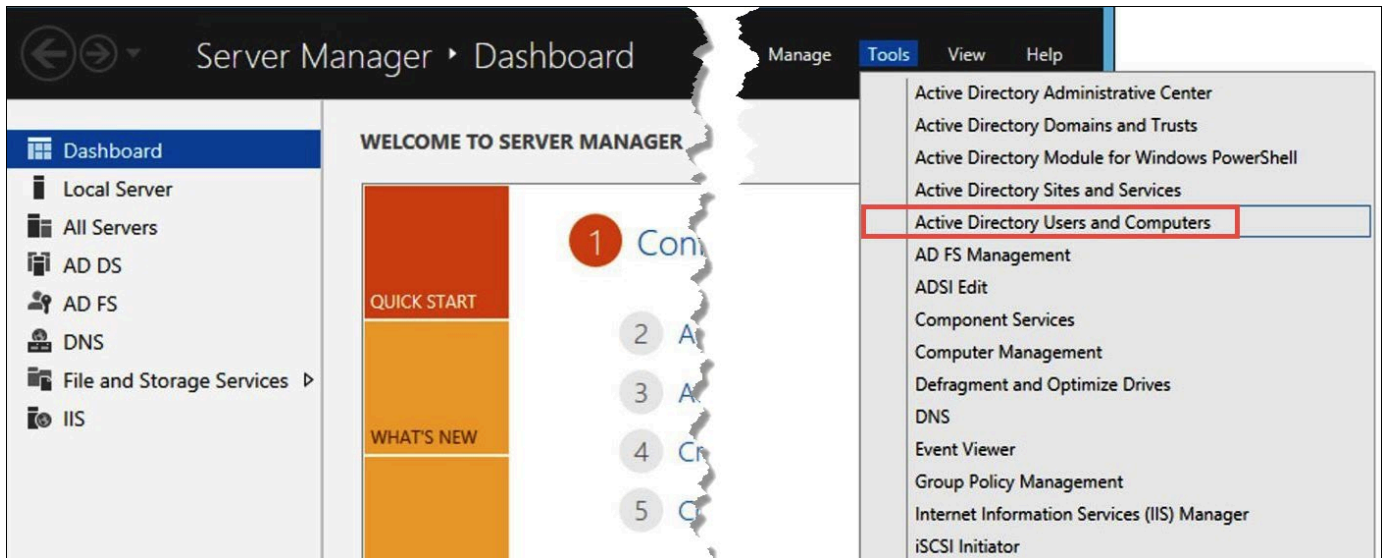 Server Manager ‣ Dashboard
Manage Tools View Help
Dashboard
Local Server
All Servers
AD DS
AD FS
DNS
File and Storage Services
IIS
WELCOME TO SERVER MANAGER
QUICK START
WHAT'S NEW
1
2
3
4
5
Active Directory Administrative Center
Active Directory Domains and Trusts
Active Directory Module for Windows PowerShell
Active Directory Sites and Services
Active Directory Users and Computers
AD FS Management
ADSI Edit
Component Services
Computer Management
Defragment and Optimize Drives
DNS
Event Viewer
Group Policy Management
Internet Information Services (IIS) Manager
iSCSI Initiator